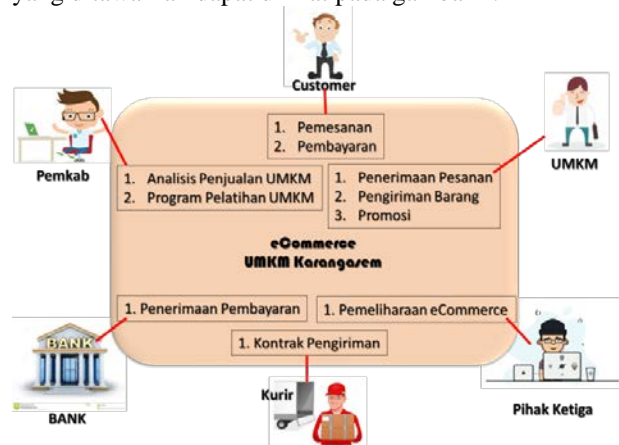 Customer
1. Pemesanan
2. Pembayaran
Pemkab
1. Analisis Penjualan UMKM
2. Program Pelatihan UMKM
UMKM
1. Penerimaan Pesanan
2. Pengiriman Barang
3. Promosi
eCommerce
UMKM Karangasem
1. Penerimaan Pembayaran
1. Pemeliharaan eCommerce
1. Kontrak Pengiriman
BANK
BANK
Kurir
Pihak Ketiga